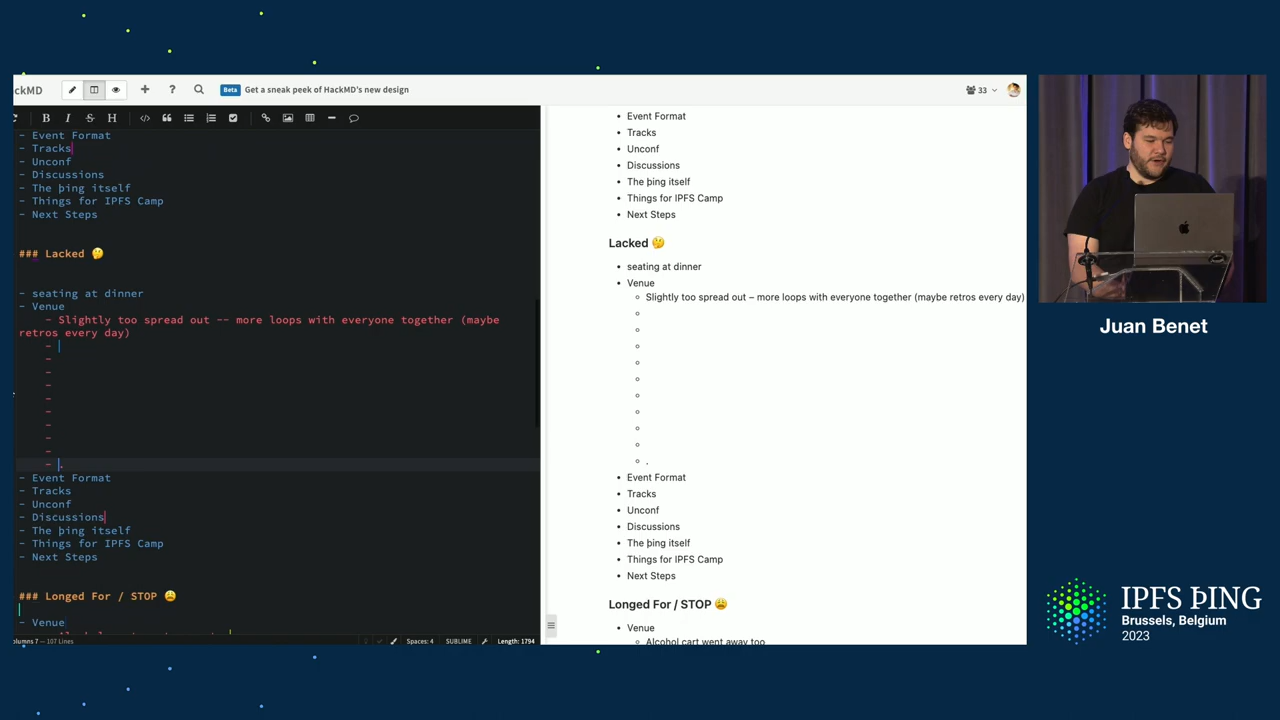 ckMD
Beta Get a sneak peek of HackMD's new design
33
- Event Format
- Tracks
- Unconf
- Discussions
- The þing itself
- Things for IPFS Camp
- Next Steps
### Lacked 🤔
- seating at dinner
- Venue
- Slightly too spread out -- more loops with everyone together (maybe
retros every day)
-
-
-
-
-
-
-
-
-
- .
- Event Format
- Tracks
- Unconf
- Discussions
- The þing itself
- Things for IPFS Camp
- Next Steps
### Longed For / STOP 😩
- Venue
olumns 7 — 107 Lines
Spaces: 4
SUBLIME
Length: 1794
• Event Format
• Tracks
• Unconf
• Discussions
• The þing itself
• Things for IPFS Camp
• Next Steps
Lacked 🤔
• seating at dinner
• Venue
◦ Slightly too spread out – more loops with everyone together (maybe retros every day)
◦
◦
◦
◦
◦
◦
◦
◦
◦ .
• Event Format
• Tracks
• Unconf
• Discussions
• The þing itself
• Things for IPFS Camp
• Next Steps
Longed For / STOP 😩
• Venue
◦ Alcohol cart went away too
Juan Benet
IPFS ÞING
Brussels, Belgium
2023